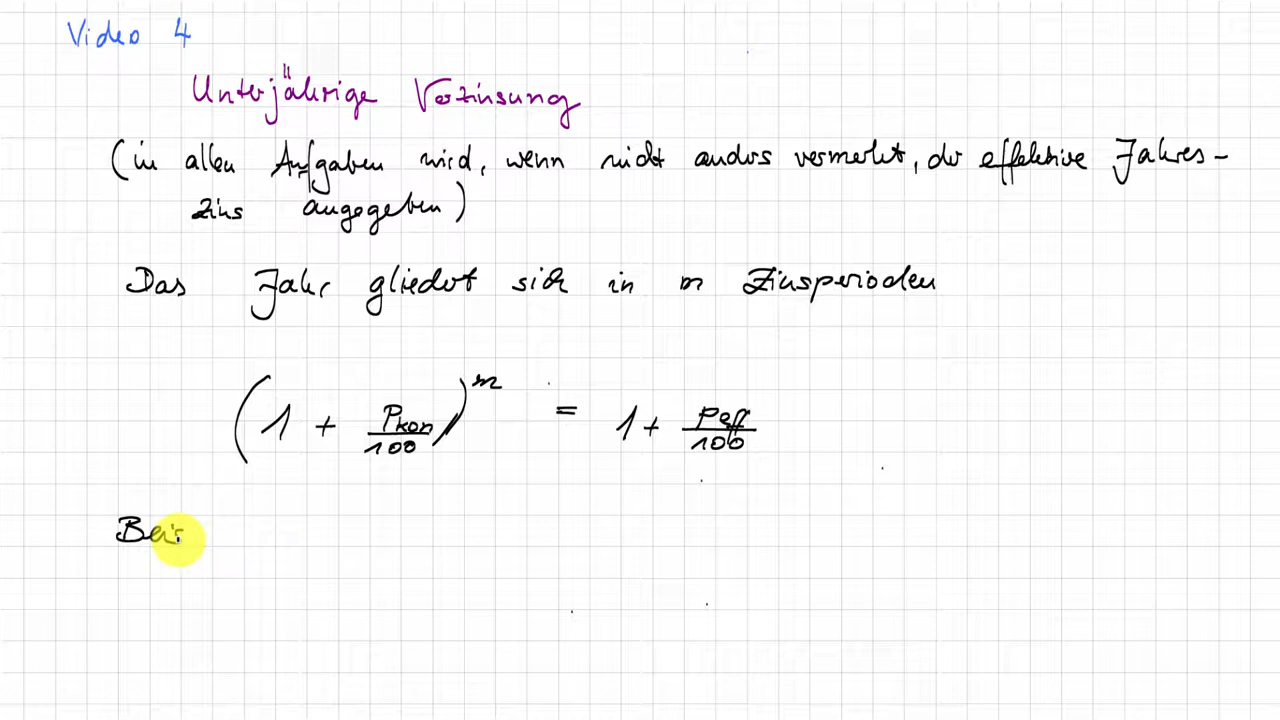 Video 4
Unterjährige Verzinsung
(in allen Aufgaben wird, wenn nicht anders vermerkt, der effektive Jahres-
zins angegeben)
Das Jahr gliedert sich in m Zinsperioden
(1 + Pkon/100)^m = 1 + Peff/100
Bei